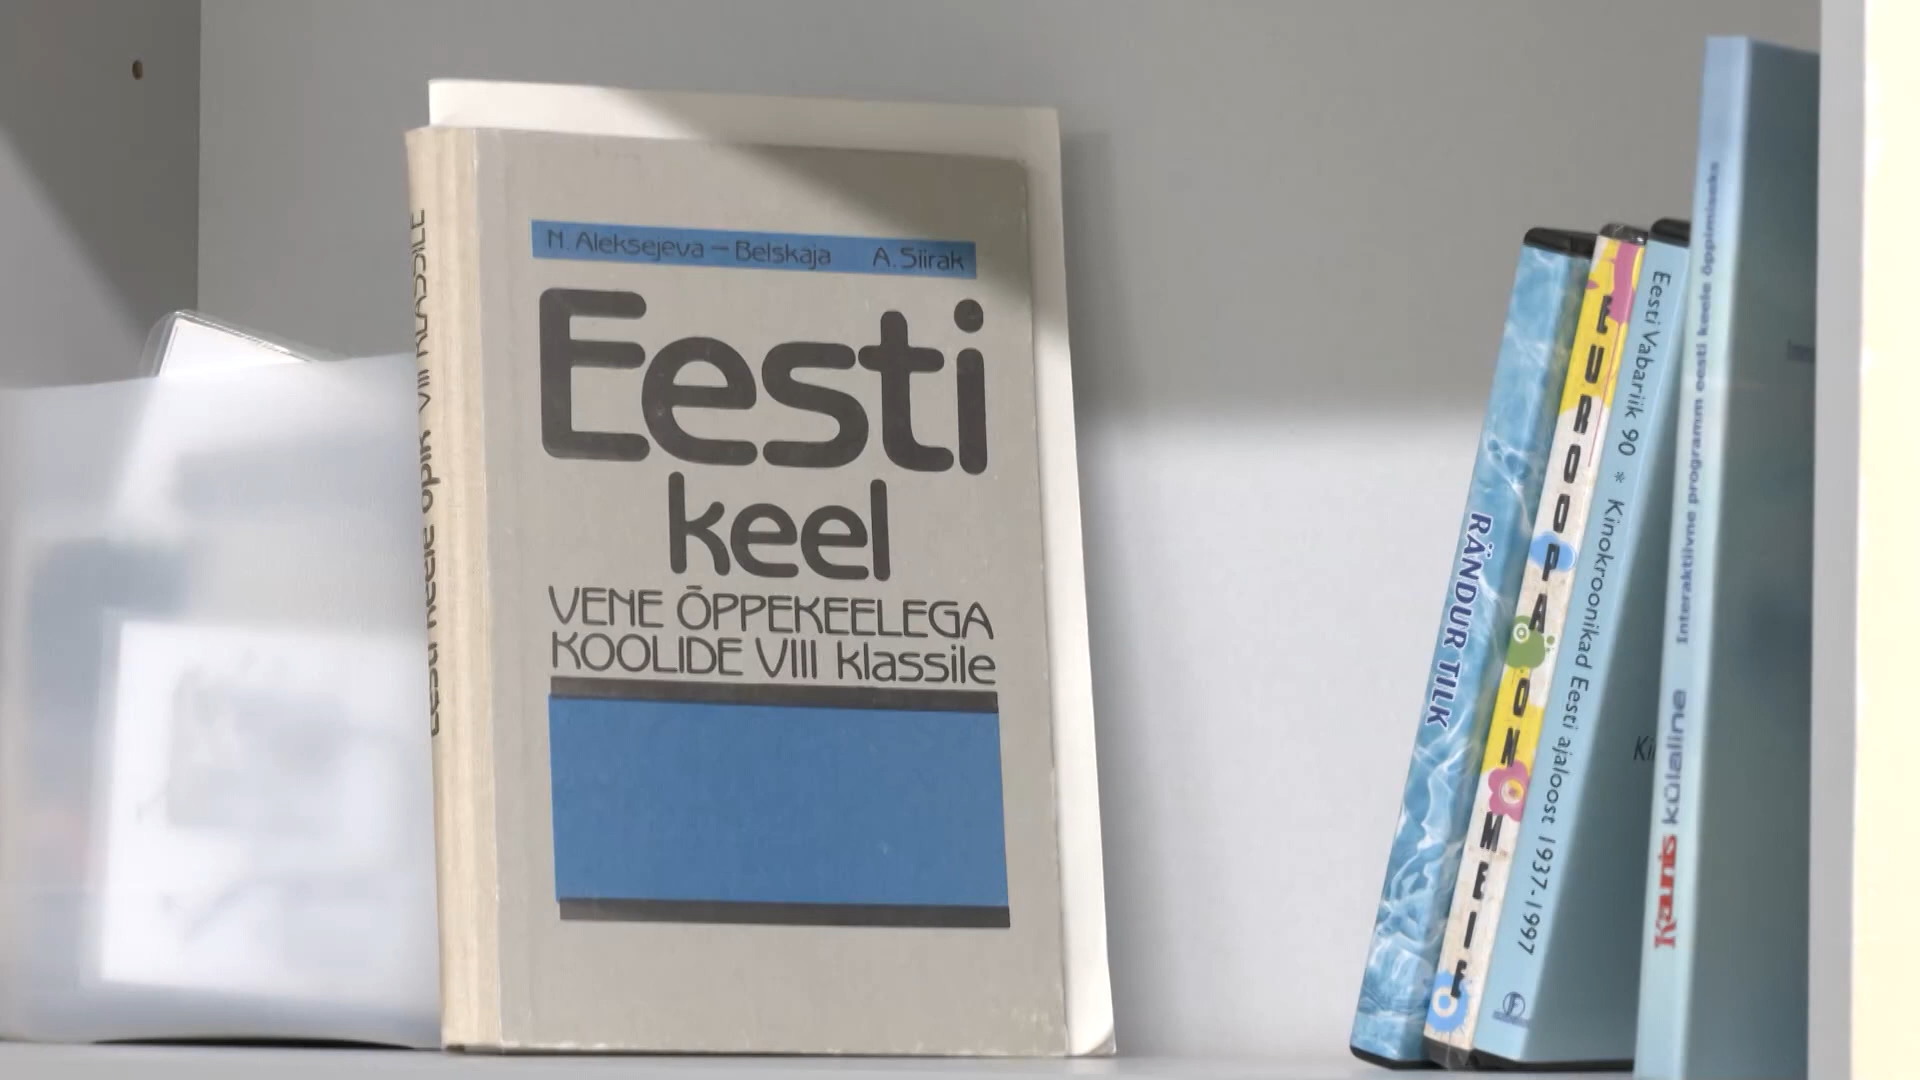 N. Aleksejeva – Belskaja A. Siirak
Eesti
keel
VENE ÕPPEKEELEGA
KOOLIDE VIII klassile
Eesti keele õpik VIII KLASSILE
RÄNDUR TILK
EUROOPA ON MEIE
Eesti Vabariik 90 * Kinokroonikad Eesti ajaloost 1937-1997
Kaunis külaline Interaktiivne programm eesti keele õppimiseks